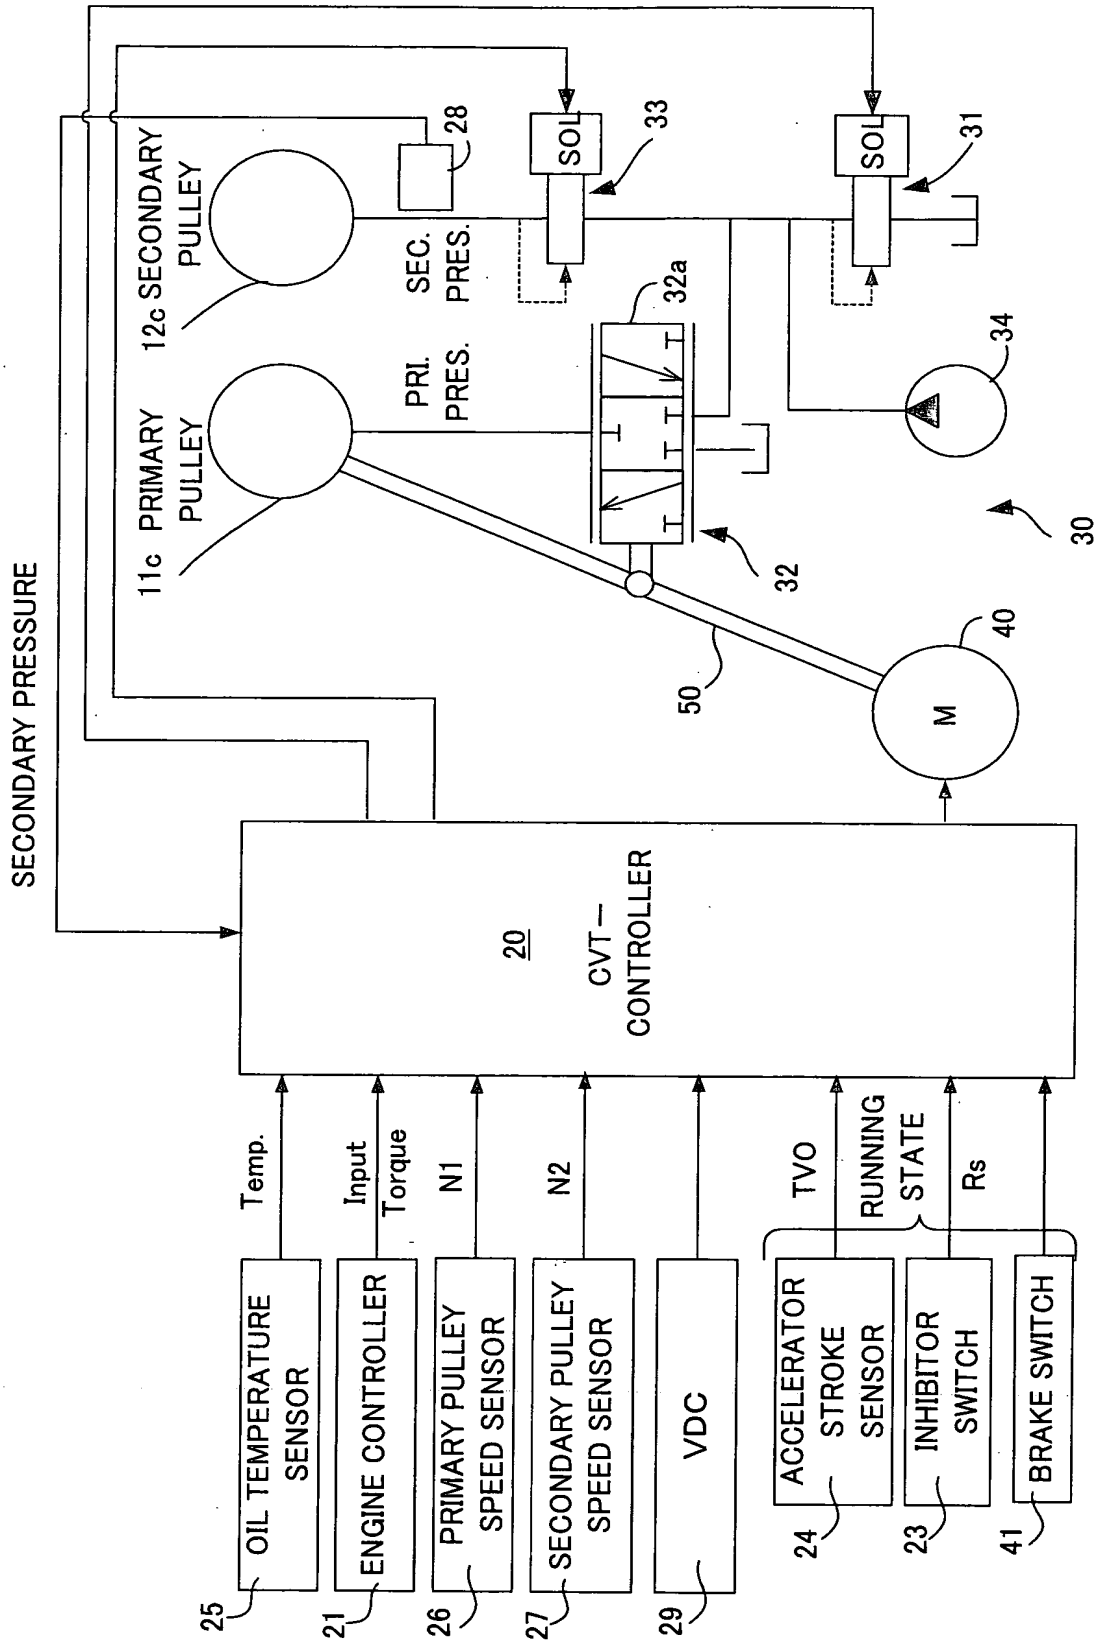 SECONDARY PRESSURE
25
OIL TEMPERATURE
SENSOR
Temp.
21
ENGINE CONTROLLER
Input
Torque
26
PRIMARY PULLEY
SPEED SENSOR
N1
27
SECONDARY PULLEY
SPEED SENSOR
N2
29
VDC
24
ACCELERATOR
STROKE
SENSOR
TVO
RUNNING
STATE
23
INHIBITOR
SWITCH
Rs
41
BRAKE SWITCH
20
CVT—
CONTROLLER
11c PRIMARY
PULLEY
12c SECONDARY
PULLEY
28
PRI.
PRES.
SEC.
PRES.
SOL
33
32a
32
SOL
31
50
M
40
34
30